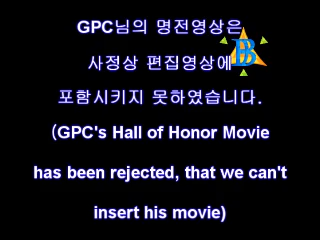 GPC님의 명전영상은
사정상 편집영상에
포함시키지 못하였습니다.
(GPC's Hall of Honor Movie
has been rejected, that we can't
insert his movie)
B